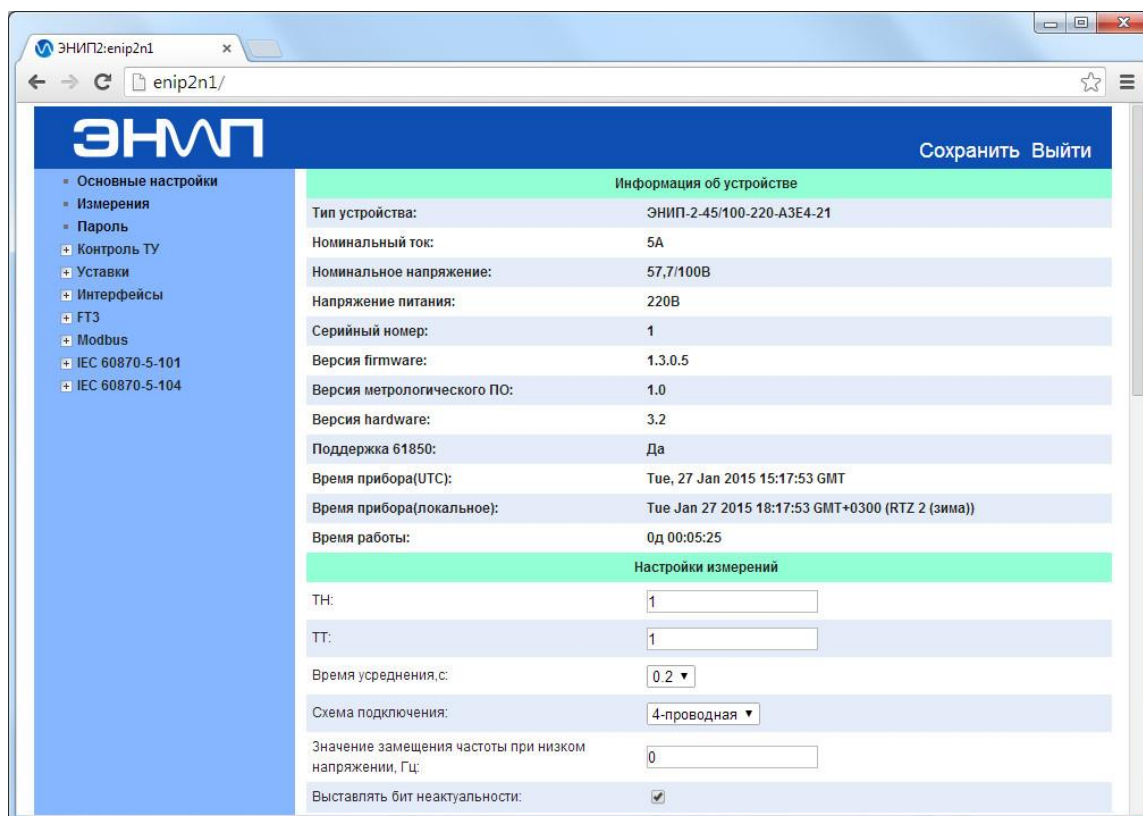 ЭНИП2:enip2n1
enip2n1/
ЭНИП
Сохранить Выйти
Основные настройки
Измерения
Пароль
Контроль ТУ
Уставки
Интерфейсы
FT3
Modbus
IEC 60870-5-101
IEC 60870-5-104
Информация об устройстве
Тип устройства: ЭНИП-2-45/100-220-А3Е4-21
Номинальный ток: 5А
Номинальное напряжение: 57,7/100В
Напряжение питания: 220В
Серийный номер: 1
Версия firmware: 1.3.0.5
Версия метрологического ПО: 1.0
Версия hardware: 3.2
Поддержка 61850: Да
Время прибора(UTC): Tue, 27 Jan 2015 15:17:53 GMT
Время прибора(локальное): Tue Jan 27 2015 18:17:53 GMT+0300 (RTZ 2 (зима))
Время работы: 0д 00:05:25
Настройки измерений
ТН: 1
ТТ: 1
Время усреднения,с: 0.2
Схема подключения: 4-проводная
Значение замещения частоты при низком
напряжении, Гц: 0
Выставлять бит неактуальности: